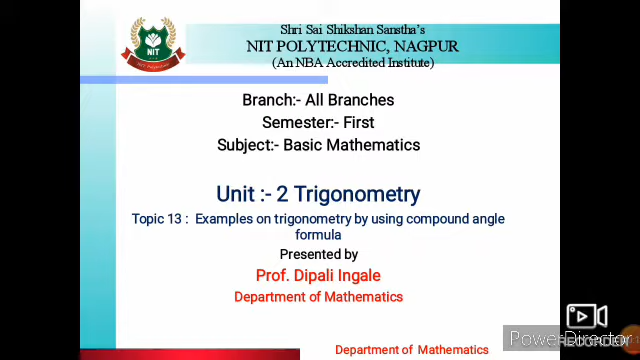 Shri Sai Shikshan Sanstha's
NIT POLYTECHNIC, NAGPUR
(An NBA Accredited Institute)
NIT
Branch:- All Branches
Semester:- First
Subject:- Basic Mathematics
Unit :- 2 Trigonometry
Topic 13 : Examples on trigonometry by using compound angle
formula
Presented by
Prof. Dipali Ingale
Department of Mathematics
PowerDirector
RECORDER
Department of Mathematics